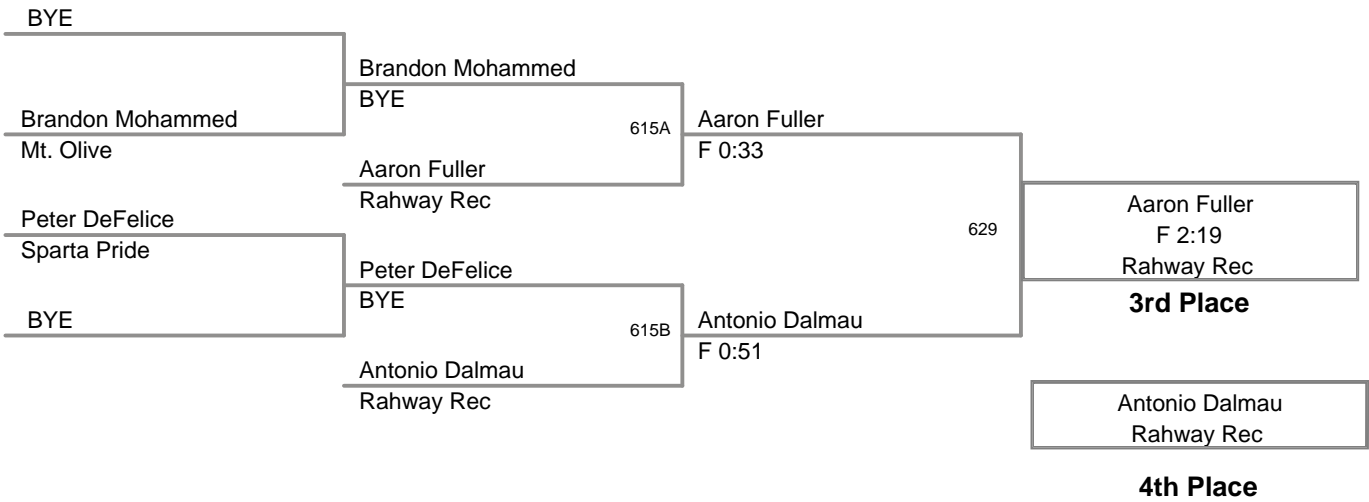 BYE
Brandon Mohammed
BYE
Brandon Mohammed
Mt. Olive
615A
Aaron Fuller
F 0:33
Aaron Fuller
Rahway Rec
Peter DeFelice
Sparta Pride
629
Aaron Fuller
F 2:19
Rahway Rec
3rd Place
Peter DeFelice
BYE
BYE
615B
Antonio Dalmau
F 0:51
Antonio Dalmau
Rahway Rec
Antonio Dalmau
Rahway Rec
4th Place